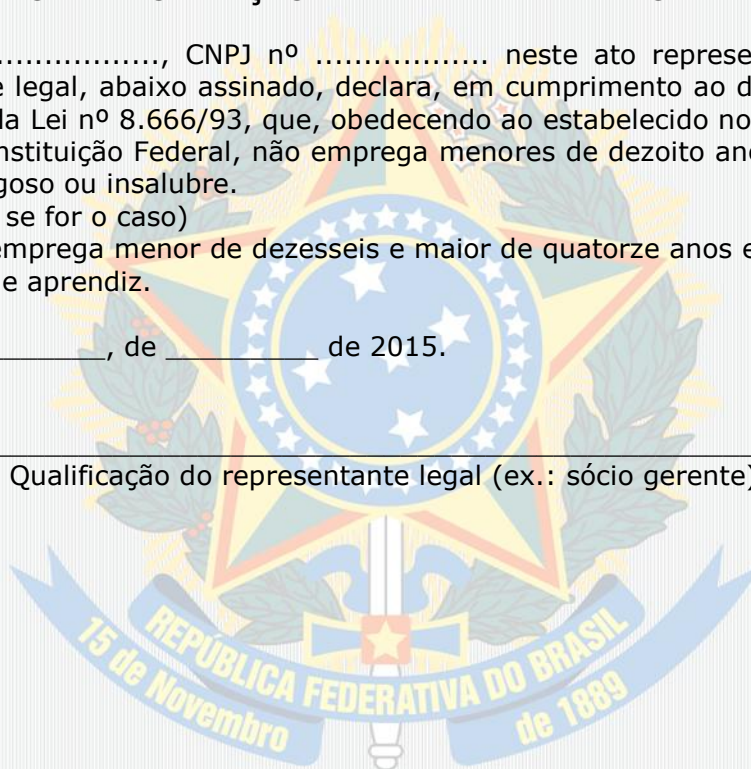 ..................., CNPJ nº .................. neste ato represe
legal, abaixo assinado, declara, em cumprimento ao d
da Lei nº 8.666/93, que, obedecendo ao estabelecido no
nstituição Federal, não emprega menores de dezoito an
goso ou insalubre.
se for o caso)
emprega menor de dezesseis e maior de quatorze anos e
e aprendiz.
________, de __________ de 2015.
Qualificação do representante legal (ex.: sócio gerente)
REPÚBLICA FEDERATIVA DO BRASIL
15 de Novembro
de 1889